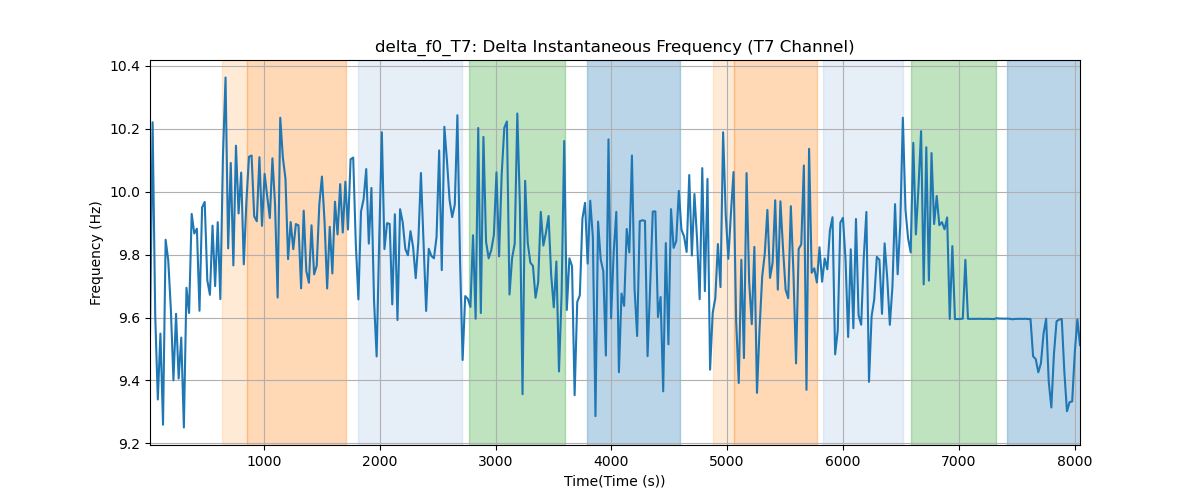 delta_f0_T7: Delta Instantaneous Frequency (T7 Channel)
10.4
10.2
10.0
9.8
9.6
9.4
9.2
Frequency (Hz)
1000 2000 3000 4000 5000 6000 7000 8000
Time(Time (s))